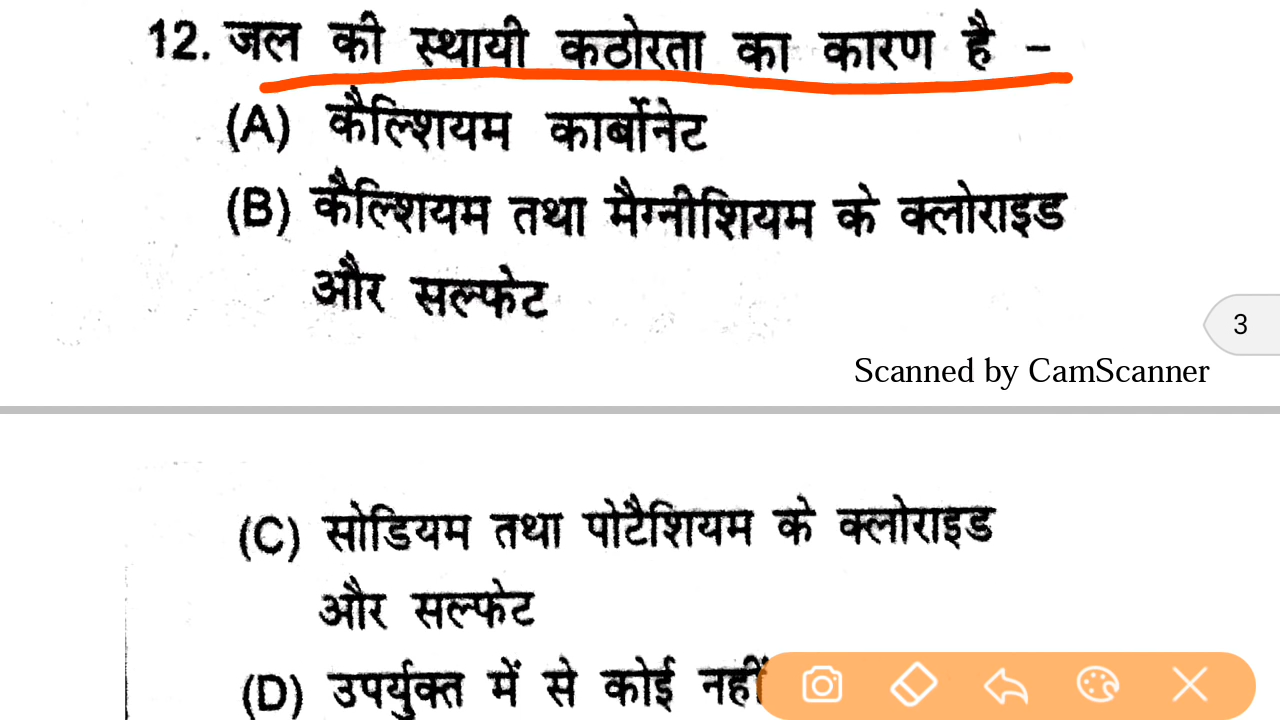 12. जल की स्थायी कठोरता का कारण है –
(A) कैल्शियम कार्बोनेट
(B) कैल्शियम तथा मैग्नीशियम के क्लोराइड
और सल्फेट
3
Scanned by CamScanner
(C) सोडियम तथा पोटैशियम के क्लोराइड
और सल्फेट
(D) उपर्युक्त में से कोई नहीं